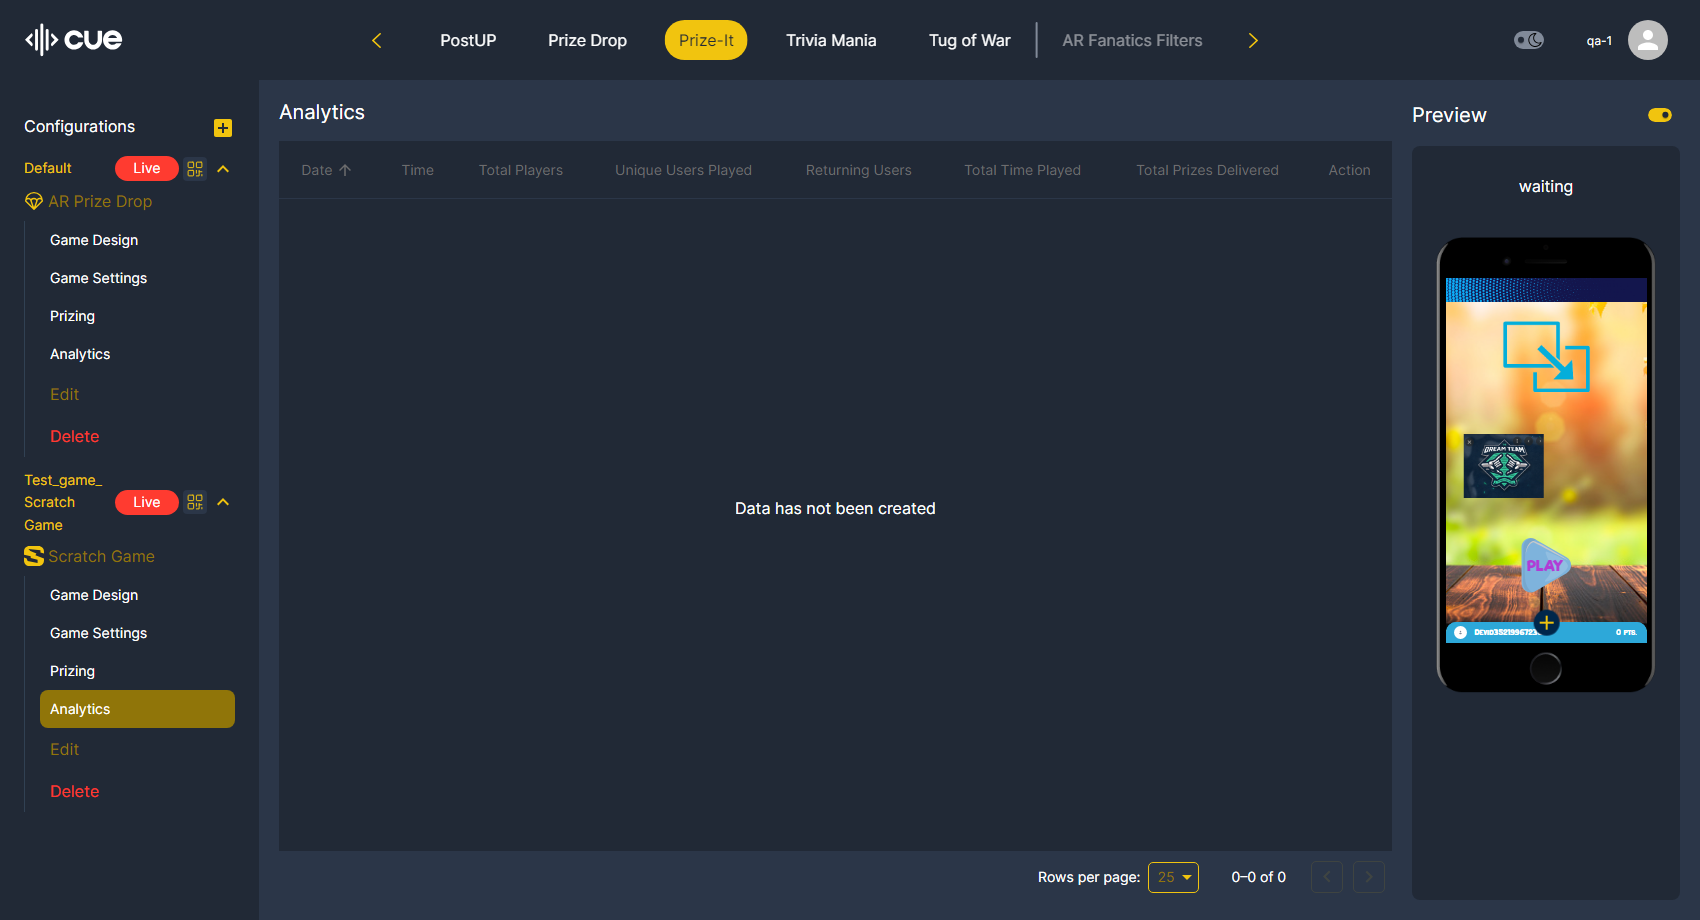 cue
PostUP
Prize Drop
Prize-It
Trivia Mania
Tug of War
AR Fanatics Filters
qa-1
Configurations
Default
Live
AR Prize Drop
Game Design
Game Settings
Prizing
Analytics
Edit
Delete
Test_game_
Scratch
Game
Live
Scratch Game
Game Design
Game Settings
Prizing
Analytics
Edit
Delete
Analytics
Date
Time
Total Players
Unique Users Played
Returning Users
Total Time Played
Total Prizes Delivered
Action
Data has not been created
Rows per page:
25
0–0 of 0
Preview
waiting
DREAM TEAM
PLAY
0 PTS.